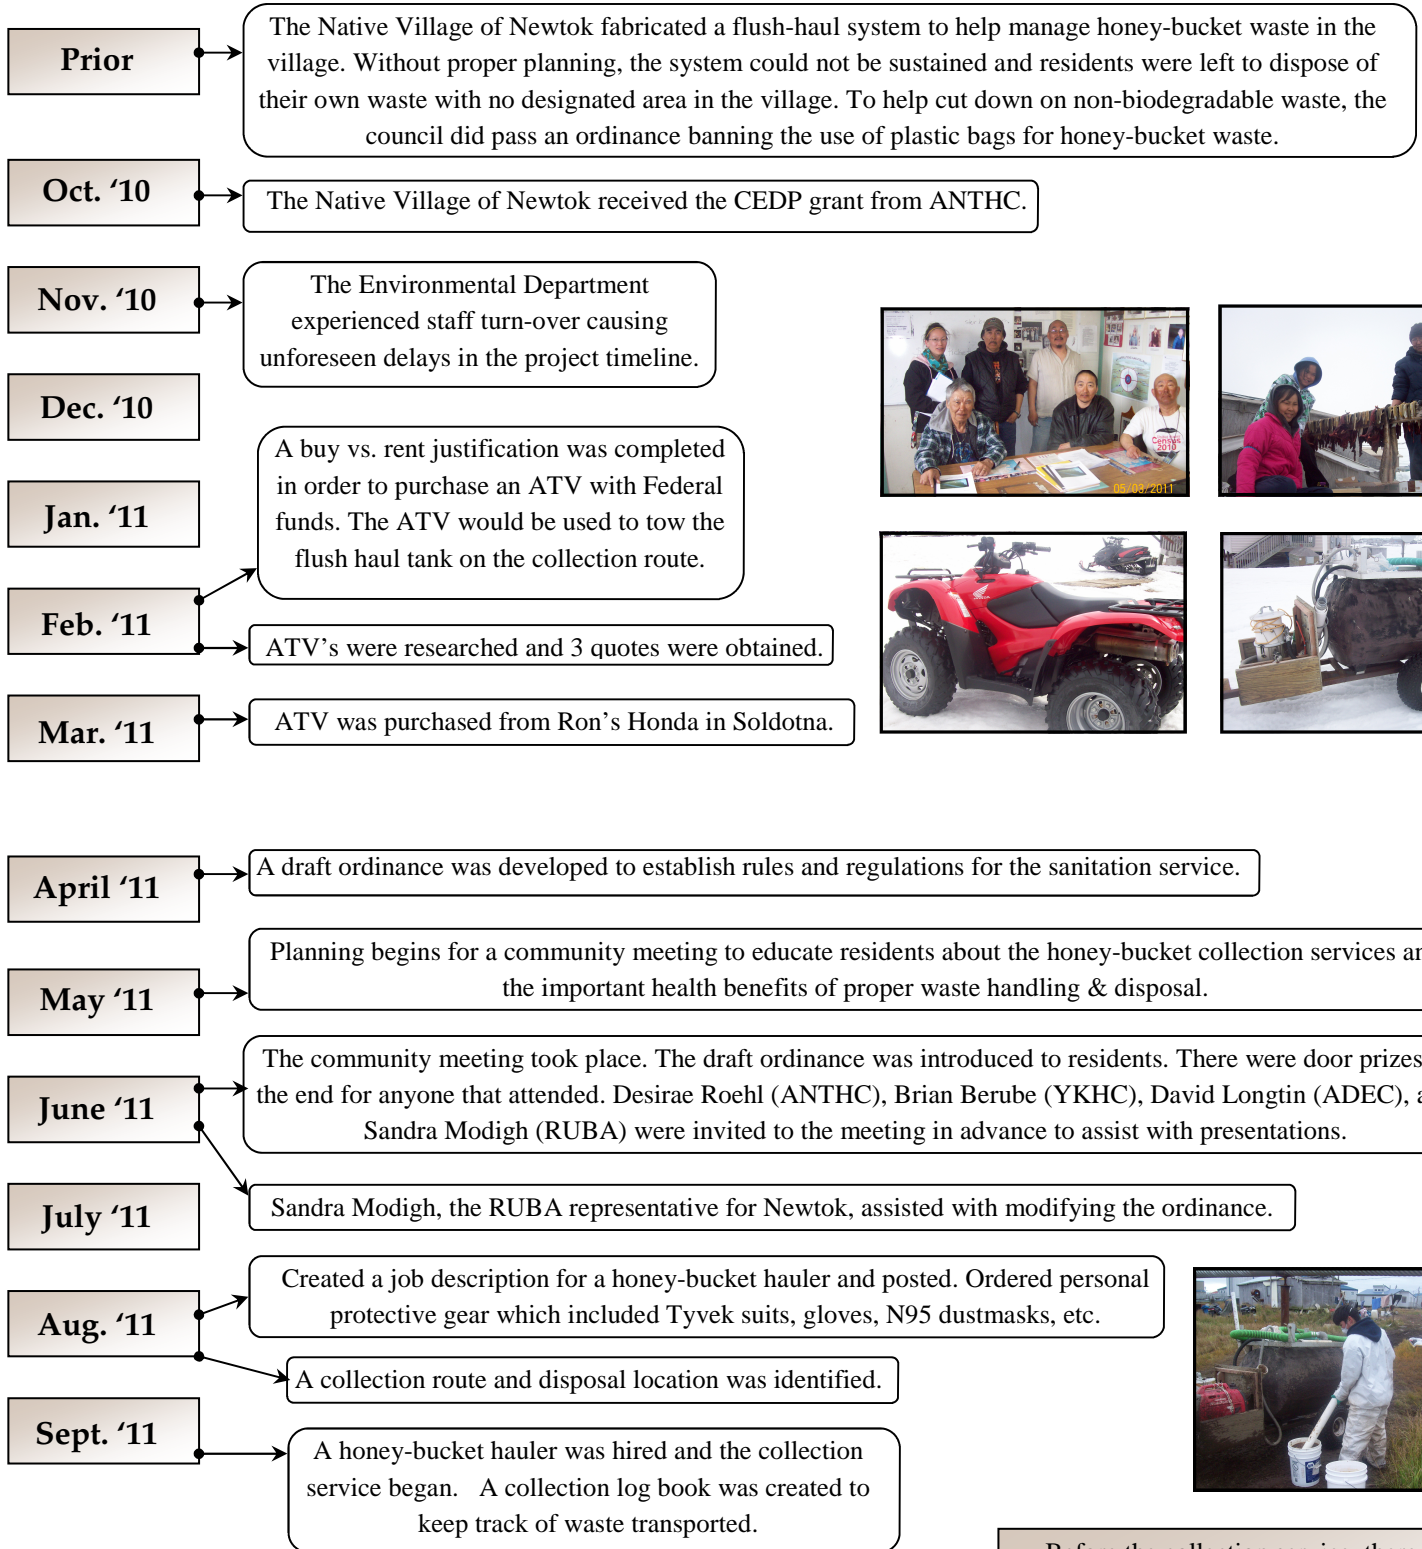 Prior
The Native Village of Newtok fabricated a flush-haul system to help manage honey-bucket waste in the
village. Without proper planning, the system could not be sustained and residents were left to dispose of
their own waste with no designated area in the village. To help cut down on non-biodegradable waste, the
council did pass an ordinance banning the use of plastic bags for honey-bucket waste.
Oct. ‘10
The Native Village of Newtok received the CEDP grant from ANTHC.
Nov. ‘10
The Environmental Department
experienced staff turn-over causing
unforeseen delays in the project timeline.
Dec. ‘10
Jan. ‘11
Feb. ‘11
A buy vs. rent justification was completed
in order to purchase an ATV with Federal
funds. The ATV would be used to tow the
flush haul tank on the collection route.
ATV’s were researched and 3 quotes were obtained.
Census
2010
05/03/2011
Mar. ‘11
ATV was purchased from Ron’s Honda in Soldotna.
April ‘11
A draft ordinance was developed to establish rules and regulations for the sanitation service.
May ‘11
Planning begins for a community meeting to educate residents about the honey-bucket collection services
the important health benefits of proper waste handling & disposal.
June ‘11
The community meeting took place. The draft ordinance was introduced to residents. There were door prizes
the end for anyone that attended. Desirae Roehl (ANTHC), Brian Berube (YKHC), David Longtin (ADEC),
Sandra Modigh (RUBA) were invited to the meeting in advance to assist with presentations.
Sandra Modigh, the RUBA representative for Newtok, assisted with modifying the ordinance.
July ‘11
Aug. ‘11
Created a job description for a honey-bucket hauler and posted. Ordered personal
protective gear which included Tyvek suits, gloves, N95 dustmasks, etc.
A collection route and disposal location was identified.
Sept. ‘11
A honey-bucket hauler was hired and the collection
service began. A collection log book was created to
keep track of waste transported.
Before the collection service, there